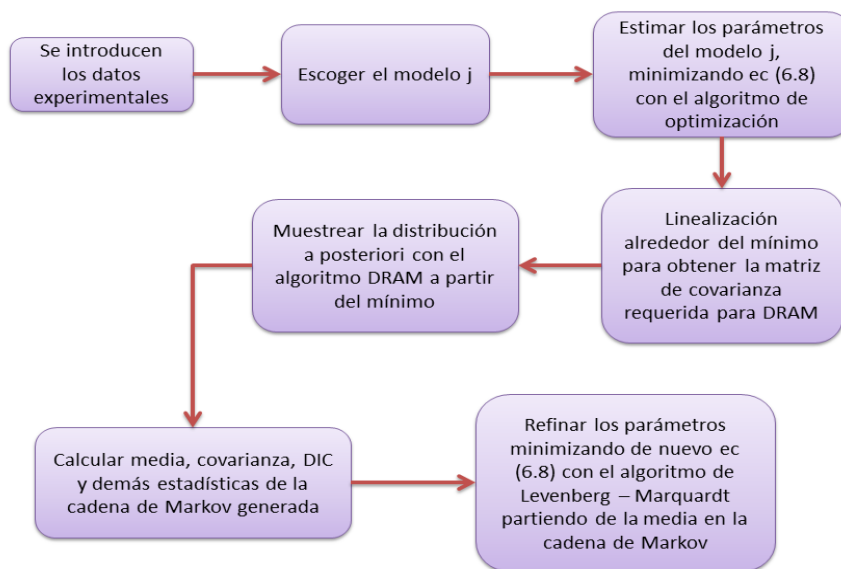 Se introducen
los datos
experimentales
Escoger el modelo j
Estimar los parámetros
del modelo j,
minimizando ec (6.8)
con el algoritmo de
optimización
Linealización
alrededor del mínimo
para obtener la matriz
de covarianza
requerida para DRAM
Muestrear la distribución
a posteriori con el
algoritmo DRAM a partir
del mínimo
Calcular media, covarianza, DIC
y demás estadísticas de la
cadena de Markov generada
Refinar los parámetros
minimizando de nuevo ec
(6.8) con el algoritmo de
Levenberg – Marquardt
partiendo de la media en la
cadena de Markov